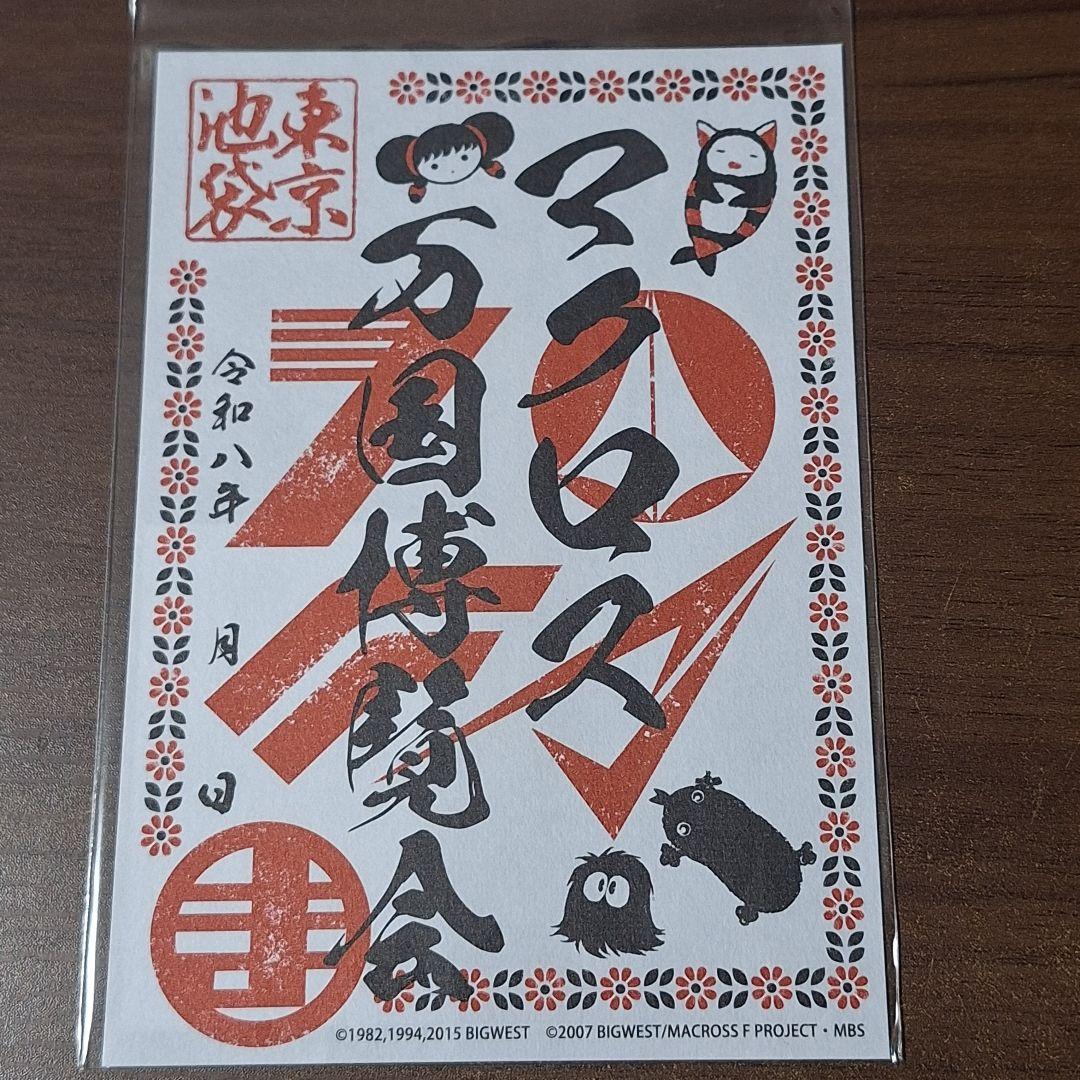 東京
池袋
マクロス
万国博覧会
令和八年 月 日
©1982,1994,2015 BIGWEST ©2007 BIGWEST/MACROSS F PROJECT・MBS